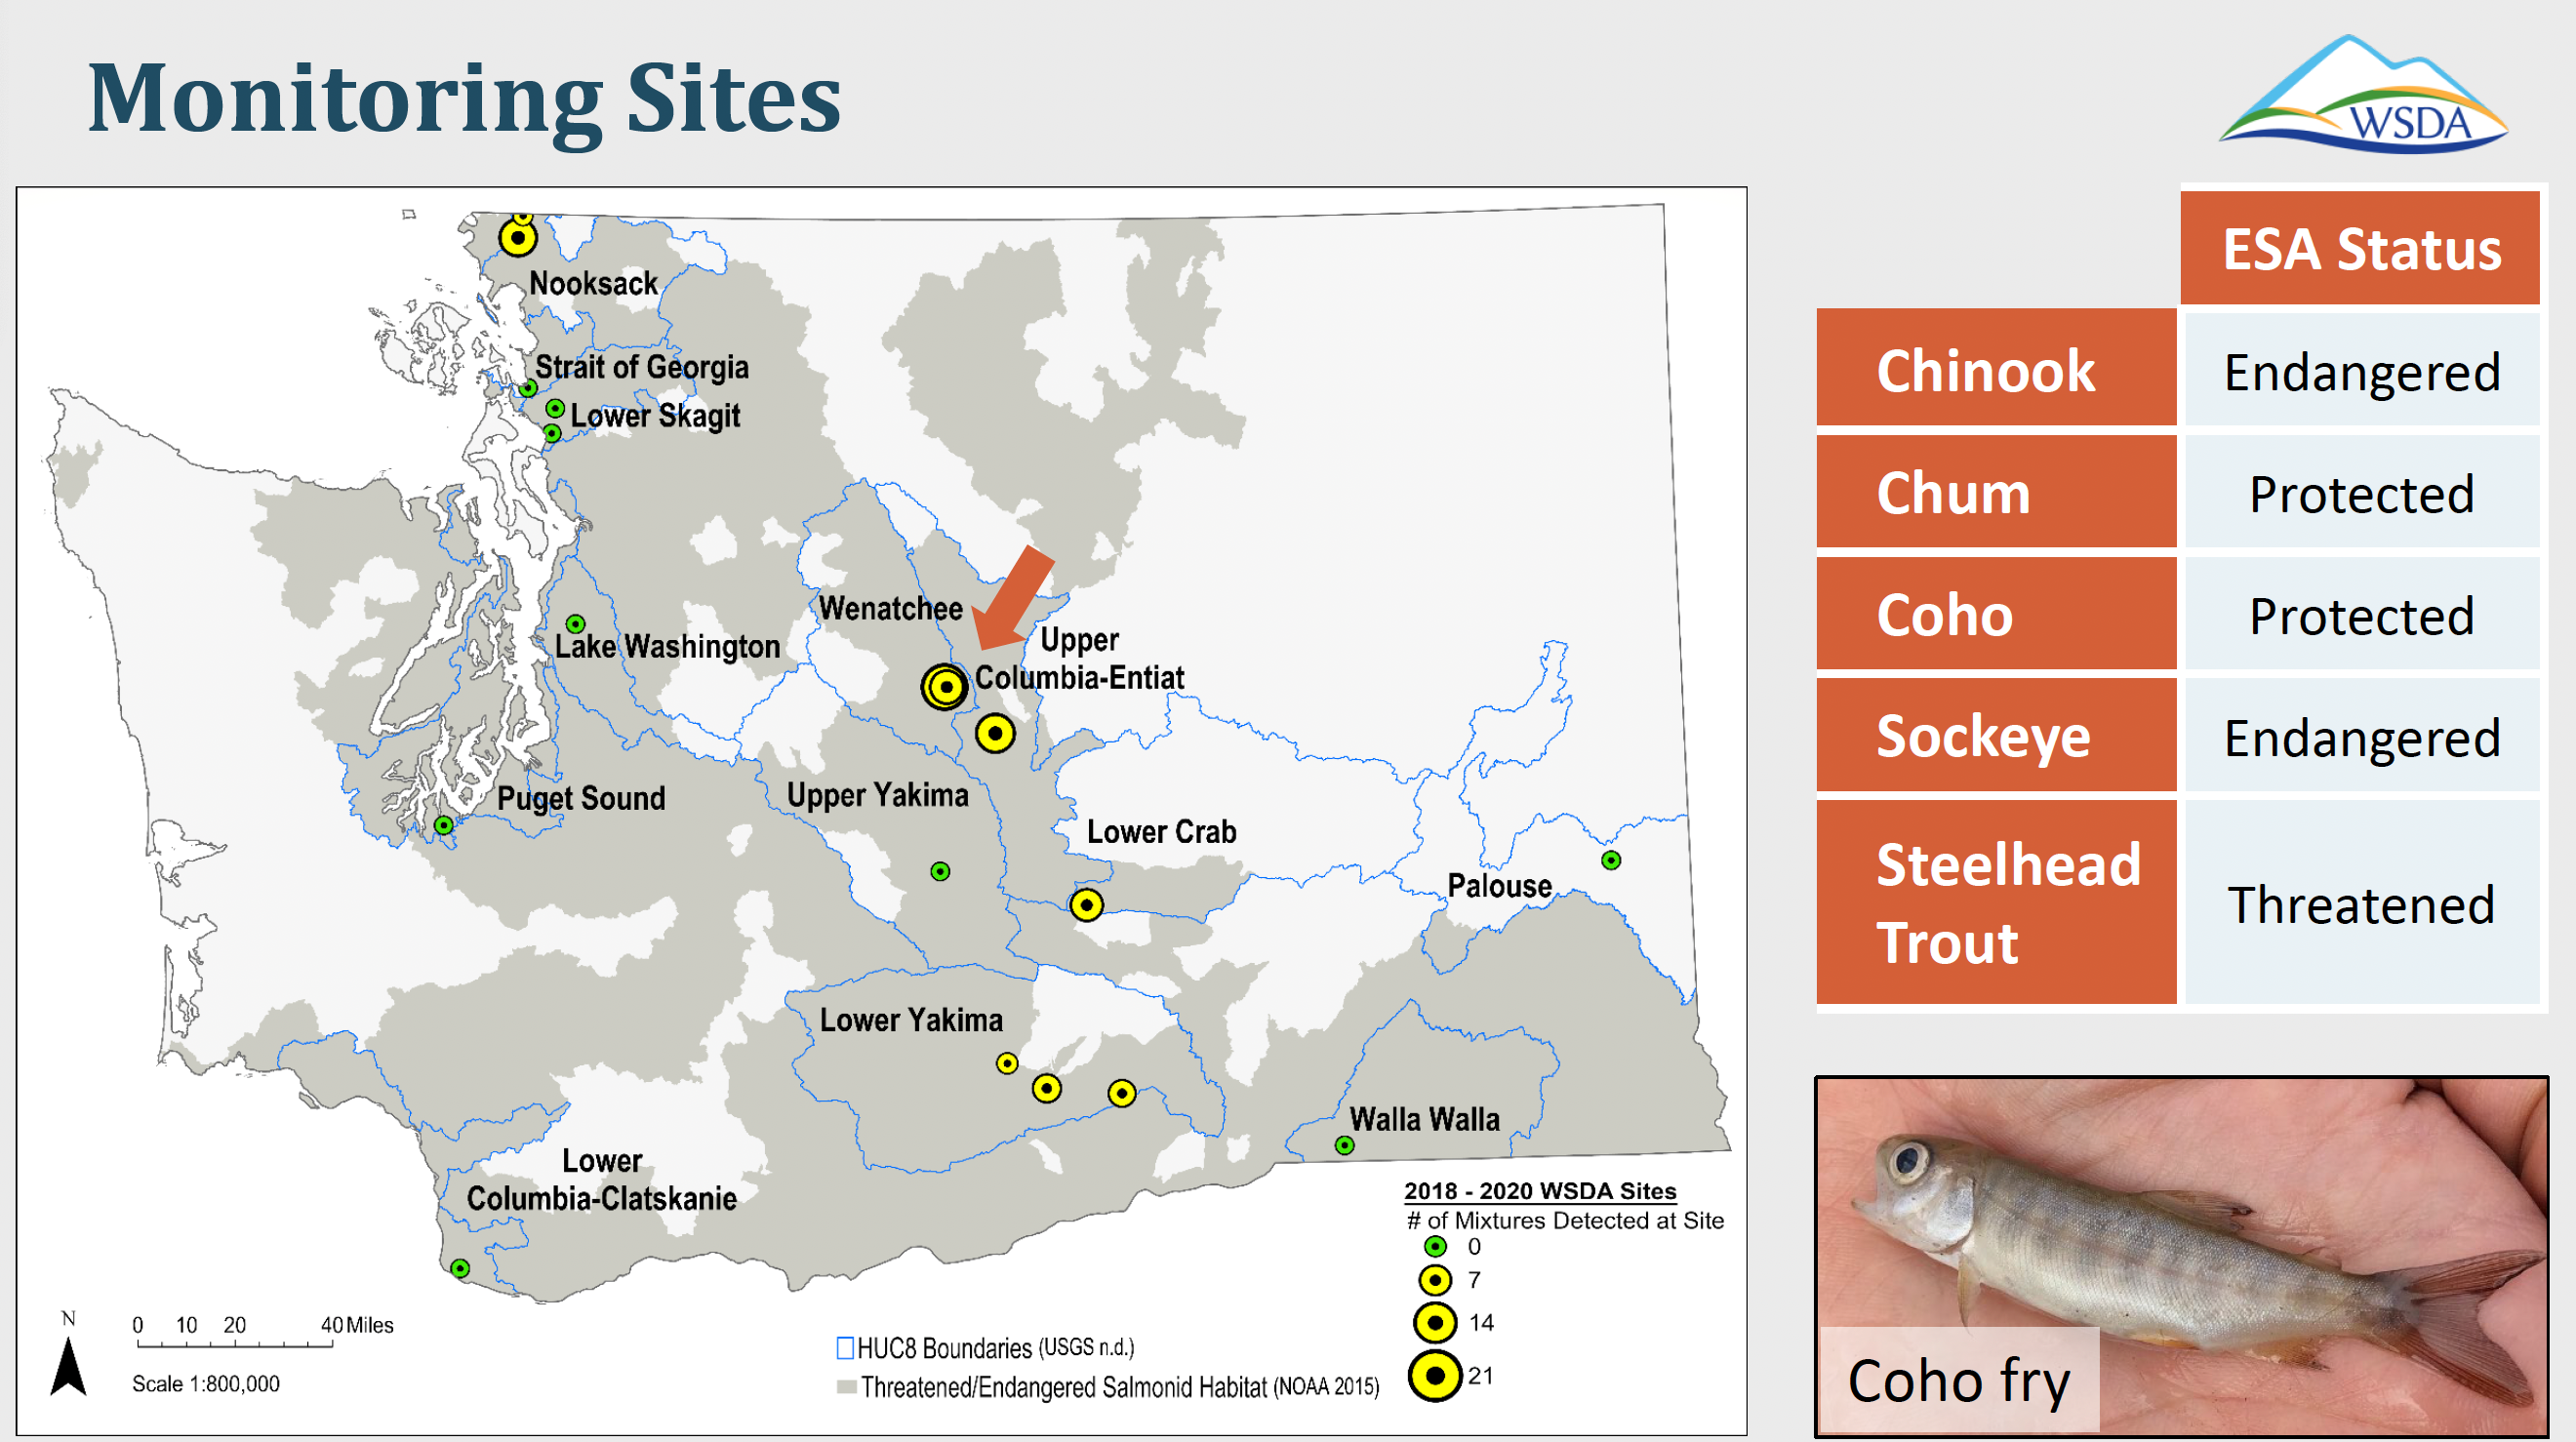 Monitoring Sites
WSDA
Nooksack
Strait of Georgia
Lower Skagit
Wenatchee
Lake Washington
Upper
Columbia-Entiat
Puget Sound
Upper Yakima
Lower Crab
Palouse
Lower Yakima
Walla Walla
Lower
Columbia-Clatskanie
2018 - 2020 WSDA Sites
# of Mixtures Detected at Site
0
7
14
21
N
0 10 20 40 Miles
Scale 1:800,000
HUC8 Boundaries (USGS n.d.)
Threatened/Endangered Salmonid Habitat (NOAA 2015)
ESA Status
Chinook Endangered
Chum Protected
Coho Protected
Sockeye Endangered
Steelhead
Trout
Threatened
Coho fry